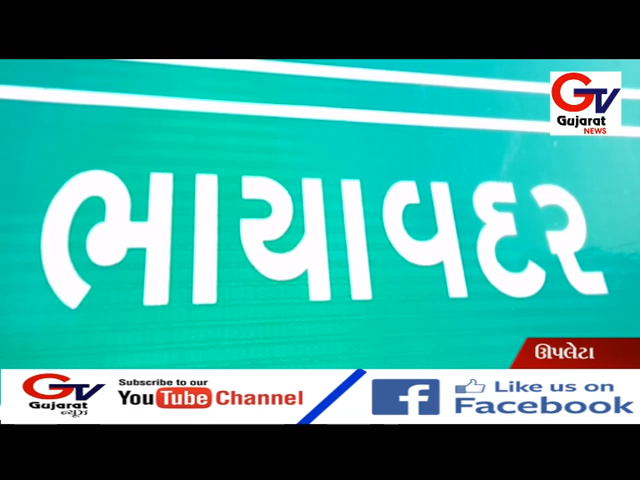 GTV
Gujarat
NEWS
ભાયાવદર
ઊપલેટા
GTV
Gujarat
ન્યૂઝ
Subscribe to our
YouTube Channel
Like us on
Facebook